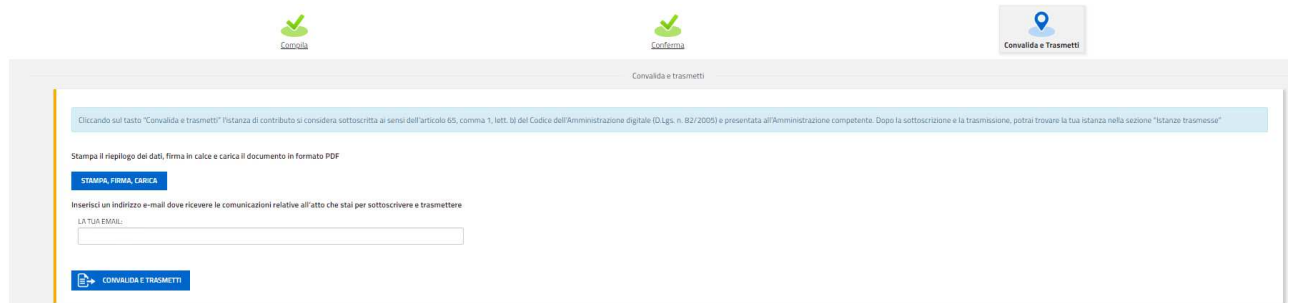 Compila
Conferma
Convalida e Trasmetti
Convalida e trasmetti
Cliccando sul tasto "Convalida e trasmetti" l'istanza di contributo si considera sottoscritta ai sensi dell'articolo 65, comma 1, lett. b) del Codice dell'Amministrazione digitale (D.Lgs. n. 82/2005) e presentata all'Amministrazione competente. Dopo la sottoscrizione e la trasmissione, potrai trovare la tua istanza nella sezione "Istanze trasmesse"
Stampa il riepilogo dei dati, firma in calce e carica il documento in formato PDF
STAMPA, FIRMA, CARICA
Inserisci un indirizzo e-mail dove ricevere le comunicazioni relative all'atto che stai per sottoscrivere e trasmettere
LA TUA EMAIL:
CONVALIDA E TRASMETTI